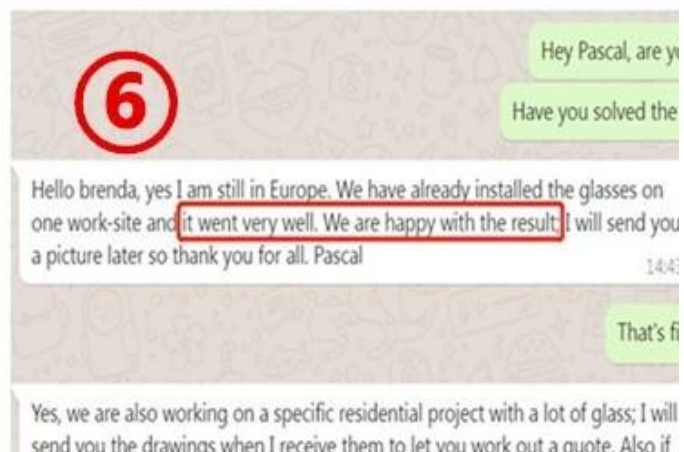 ⑥
Hey Pascal, are yo
Have you solved the
Hello brenda, yes I am still in Europe. We have already installed the glasses on
one work-site and it went very well. We are happy with the result; I will send you
a picture later so thank you for all. Pascal
14:43
That's fi
Yes, we are also working on a specific residential project with a lot of glass; I will
send you the drawings when I receive them to let you work out a quote. Also if